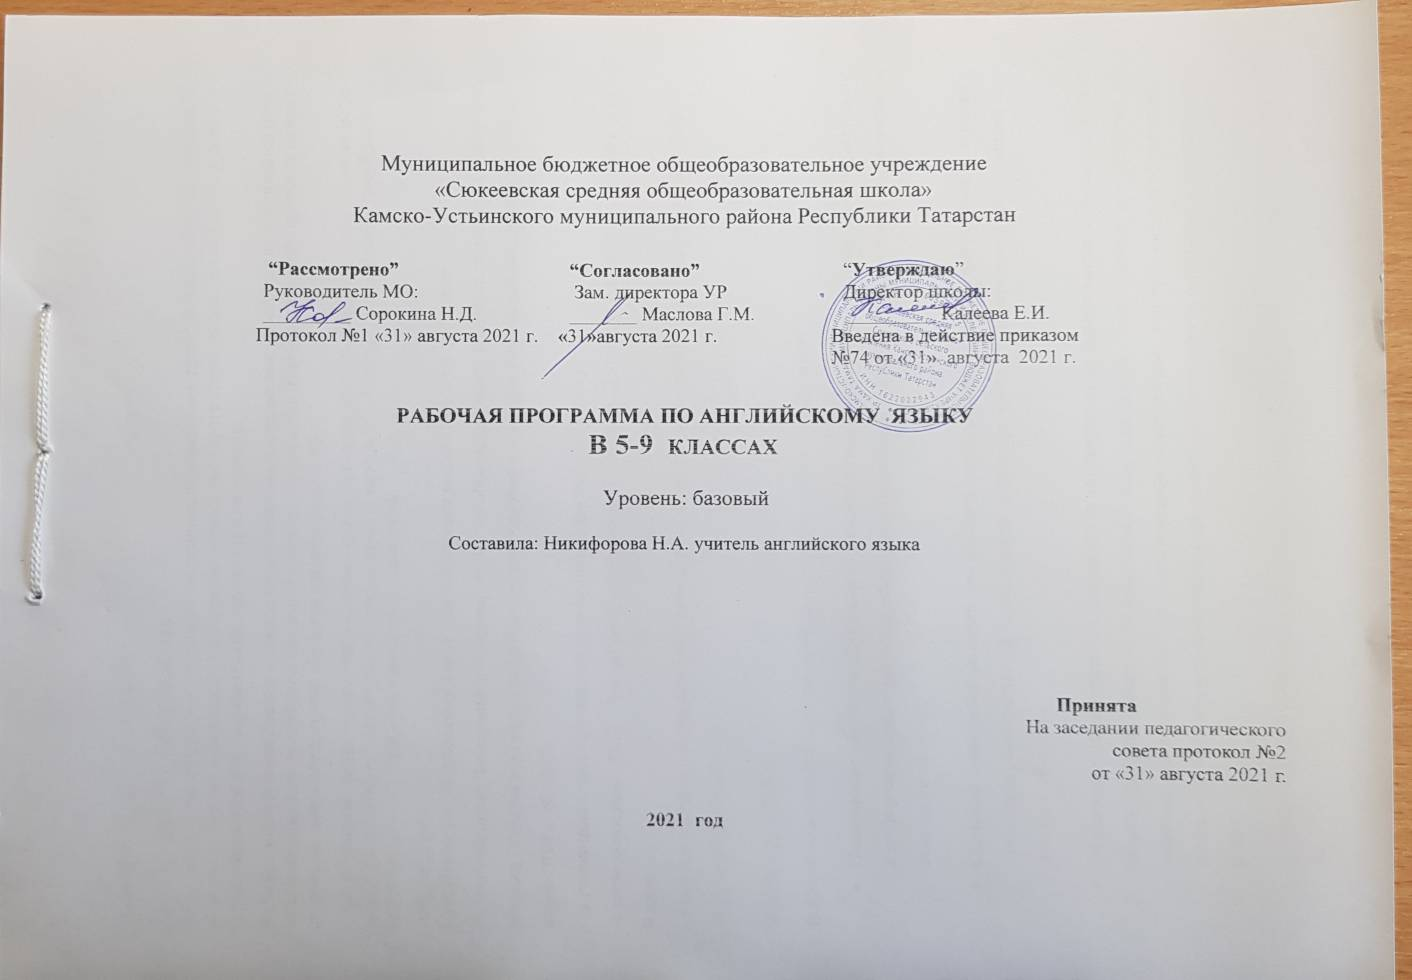 Муниципальное бюджетное общеобразовательное учреждение
«Сюкеевская средняя общеобразовательная школа»
Камско-Устьинского муниципального района Республики Татарстан
“Рассмотрено”
Руководитель МО:
Сорокина Н.Д.
Протокол №1 «31» августа 2021 г.
“Согласовано”
Зам. директора УР
Маслова Г.М.
«31»августа 2021 г.
“Утверждаю”
Директор школы:
Калеева Е.И.
Введена в действие приказом
№74 от «31» августа 2021 г.
РАБОЧАЯ ПРОГРАММА ПО АНГЛИЙСКОМУ ЯЗЫКУ
В 5-9 КЛАССАХ
Уровень: базовый
Составила: Никифорова Н.А. учитель английского языка
Принята
На заседании педагогического
совета протокол №2
от «31» августа 2021 г.
2021 год